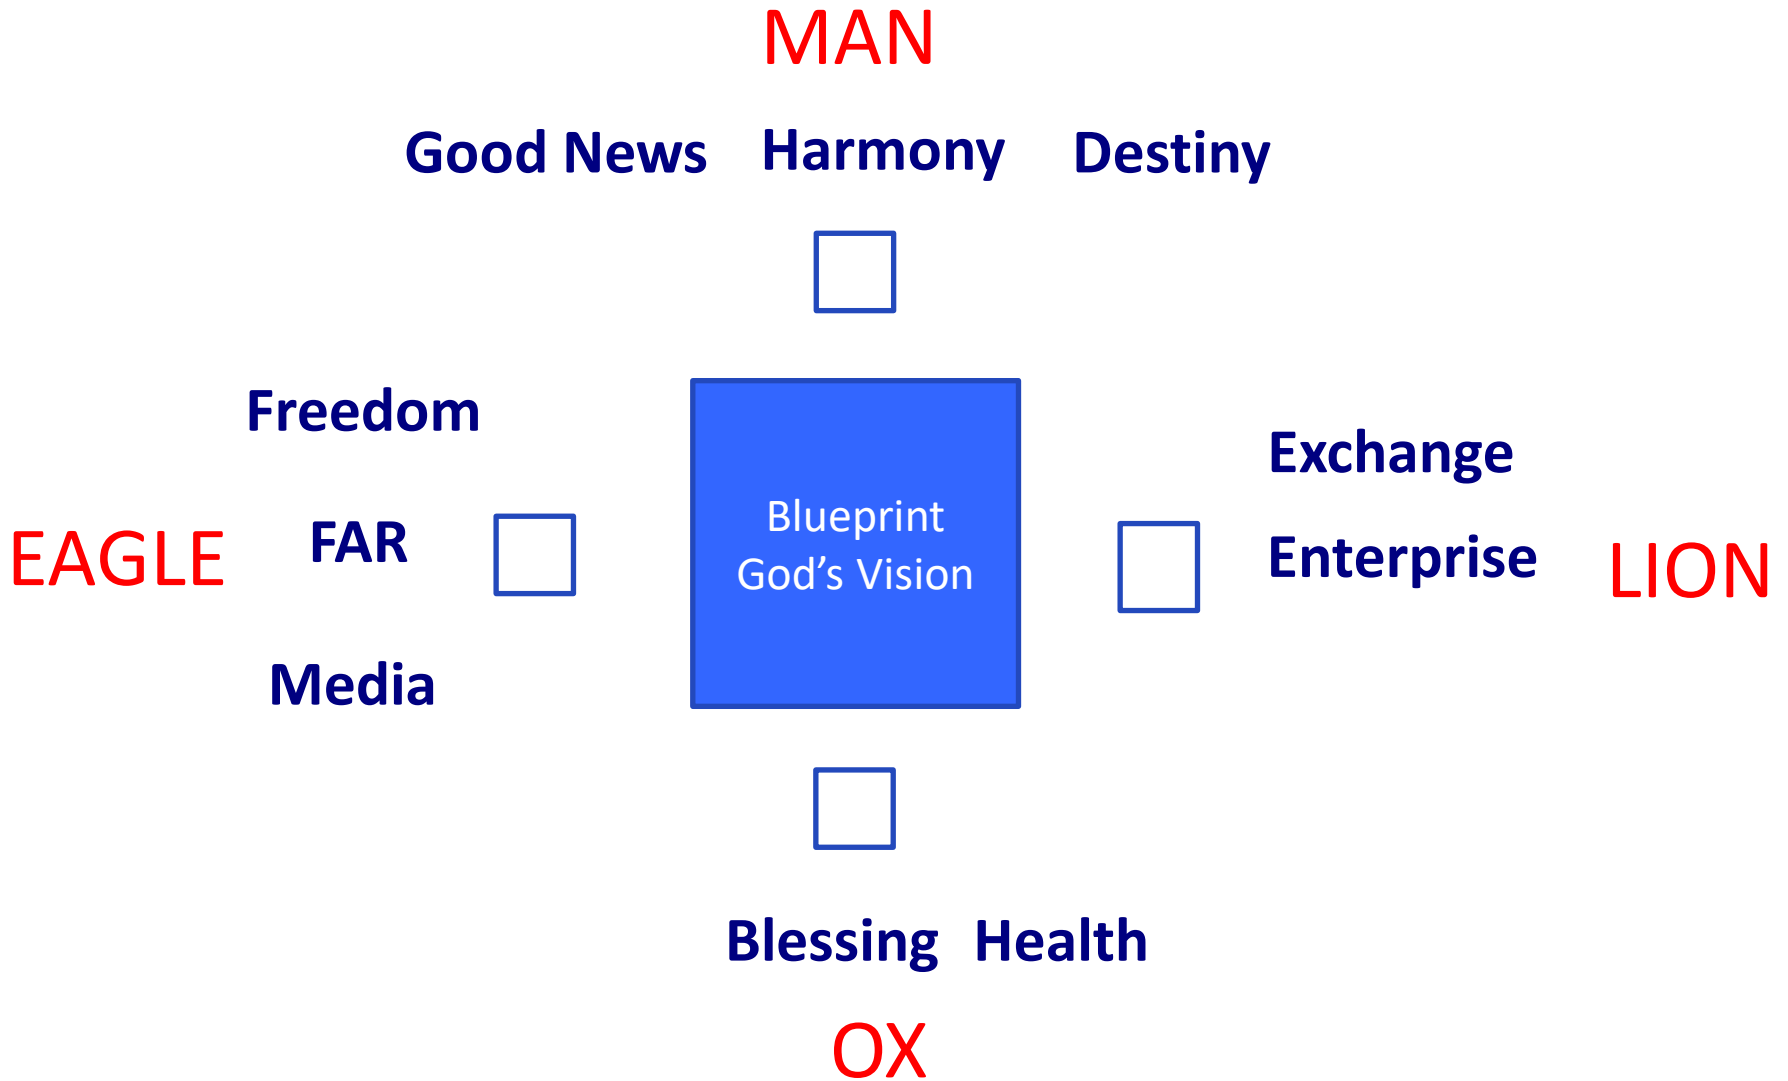 MAN
Good News Harmony Destiny
Freedom
Exchange
EAGLE FAR Blueprint God’s Vision Enterprise LION
Media
Blessing Health
OX